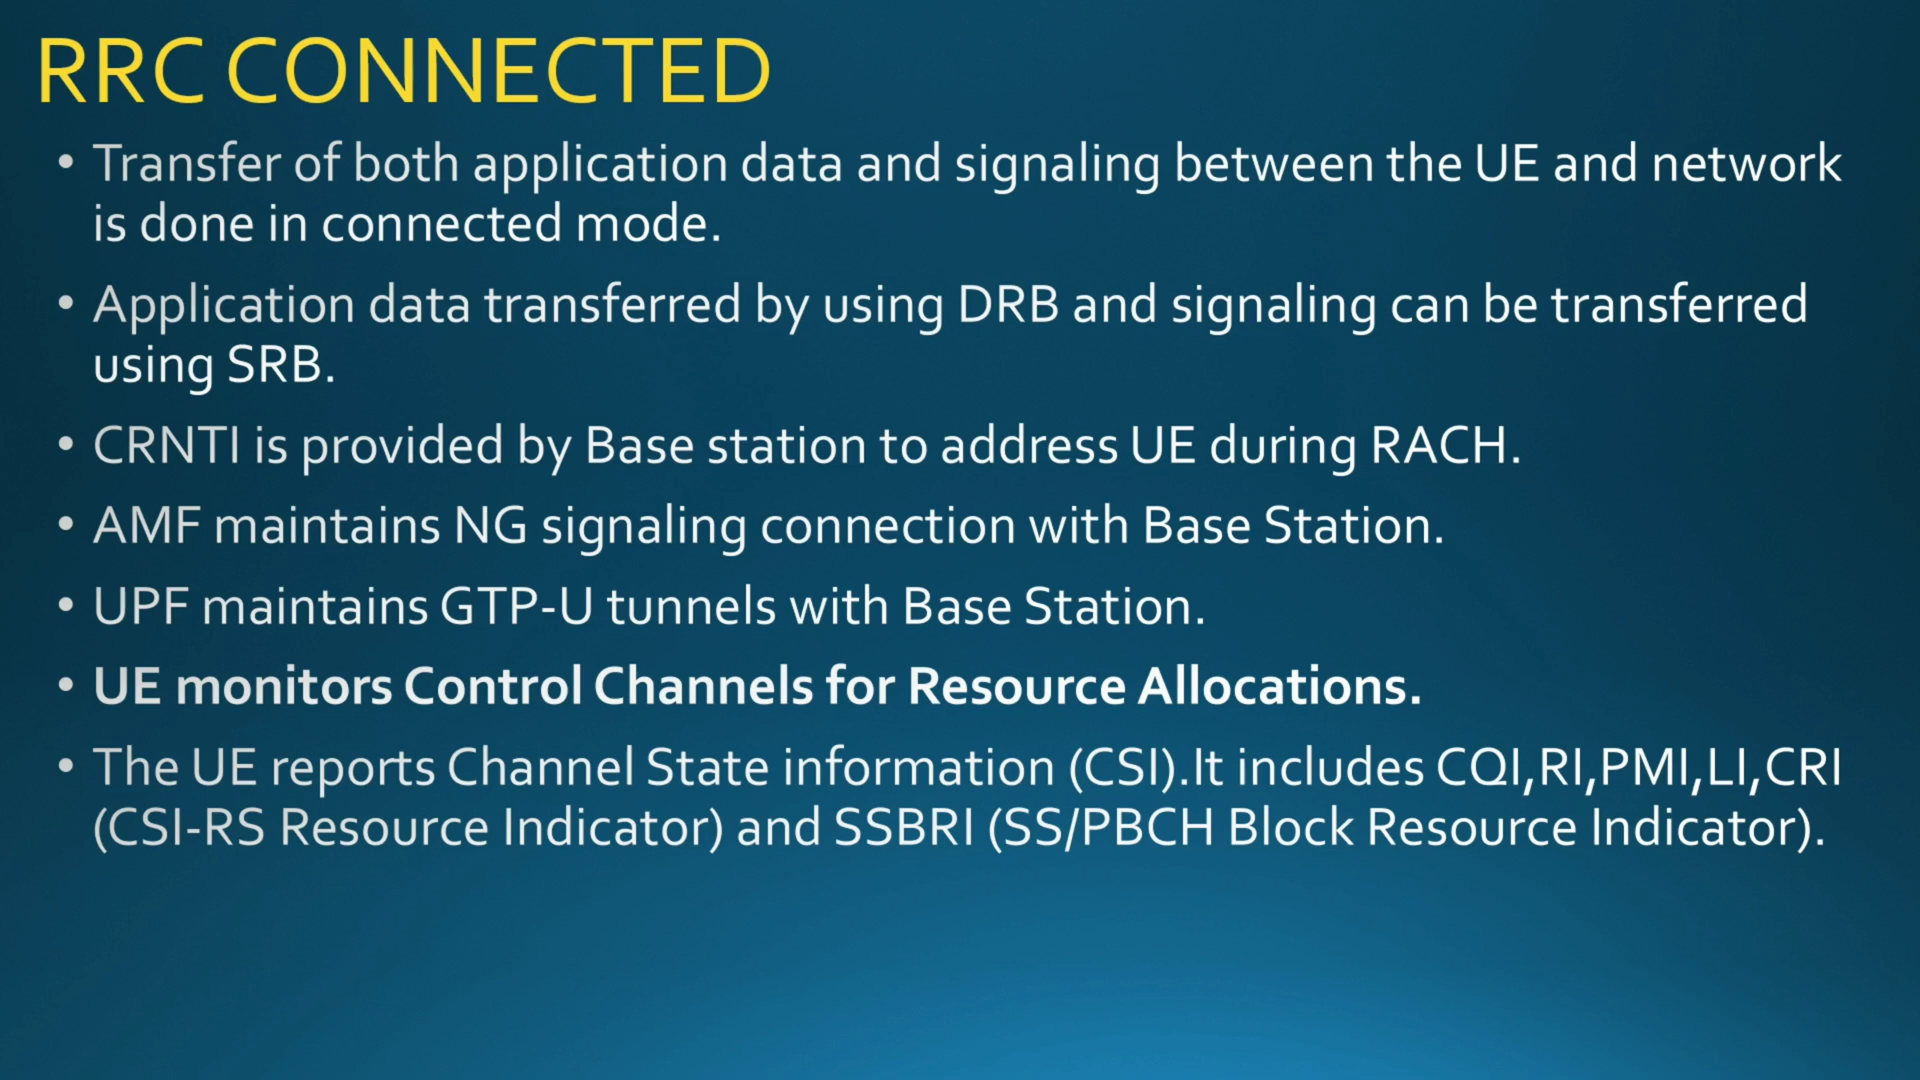 RRC CONNECTED
• Transfer of both application data and signaling between the UE and network
is done in connected mode.
• Application data transferred by using DRB and signaling can be transferred
using SRB.
• CRNTI is provided by Base station to address UE during RACH.
• AMF maintains NG signaling connection with Base Station.
• UPF maintains GTP-U tunnels with Base Station.
• UE monitors Control Channels for Resource Allocations.
• The UE reports Channel State information (CSI).It includes CQI,RI,PMI,LI,CRI
(CSI-RS Resource Indicator) and SSBRI (SS/PBCH Block Resource Indicator).